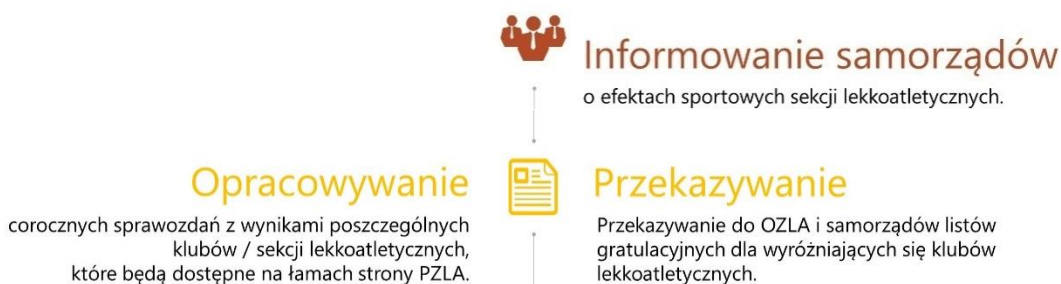 Informowanie samorządów
o efektach sportowych sekcji lekkoatletycznych.
Opracowywanie
corocznych sprawozdań z wynikami poszczególnych
klubów / sekcji lekkoatletycznych,
które będą dostępne na łamach strony PZLA.
Przekazywanie
Przekazywanie do OZLA i samorządów listów
gratulacyjnych dla wyróżniających się klubów
lekkoatletycznych.